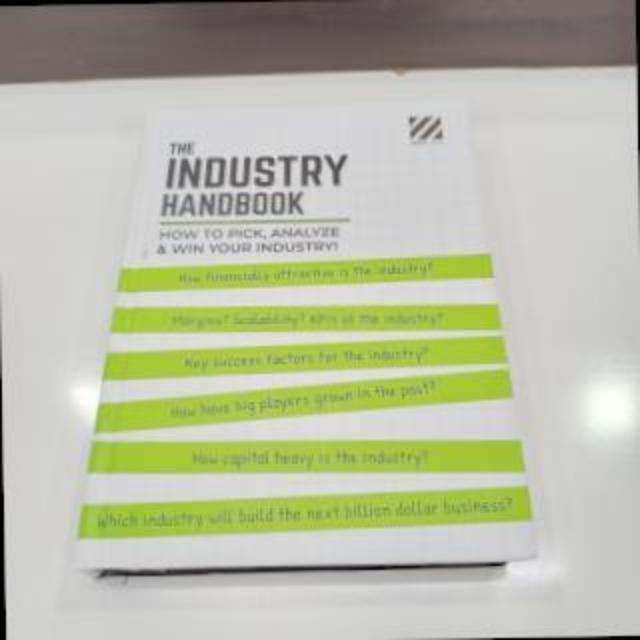 THE
INDUSTRY
HANDBOOK
HOW TO PICK, ANALYZE
& WIN YOUR INDUSTRY!
How financially attractive is the industry?
Margins? Scalability? KPIs of the industry?
Key success factors for the industry?
How have big players grown in the past?
How capital heavy is the industry?
Which industry will build the next billion dollar business?